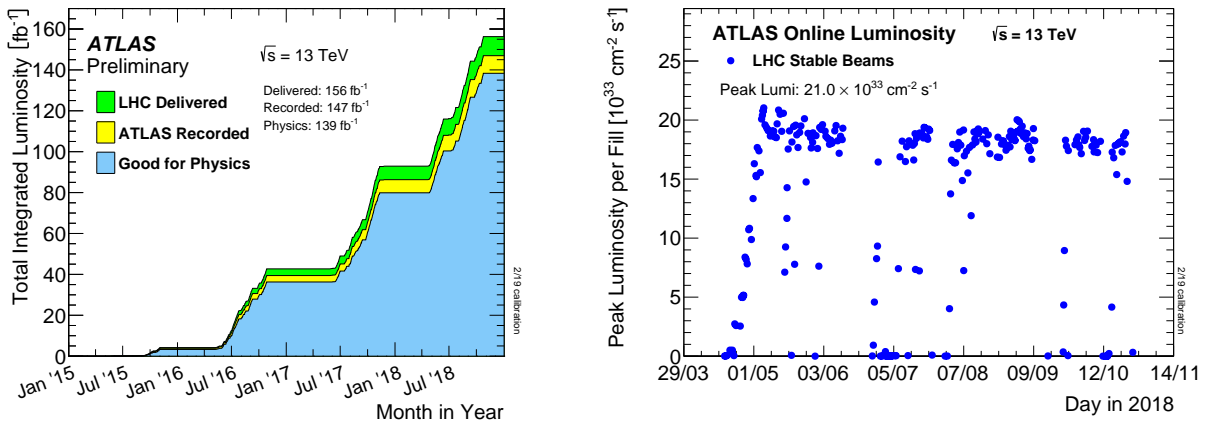 Total Integrated Luminosity [fb⁻¹]
160
140
120
100
80
60
40
20
0
ATLAS
Preliminary
√s = 13 TeV
LHC Delivered
ATLAS Recorded
Good for Physics
Delivered: 156 fb⁻¹
Recorded: 147 fb⁻¹
Physics: 139 fb⁻¹
2/19 calibration
Jan '15
Jul '15
Jan '16
Jul '16
Jan '17
Jul '17
Jan '18
Jul '18
Month in Year
Peak Luminosity per Fill [10³³ cm⁻² s⁻¹]
25
20
15
10
5
0
ATLAS Online Luminosity √s = 13 TeV
LHC Stable Beams
Peak Lumi: 21.0 × 10³³ cm⁻² s⁻¹
2/19 calibration
29/03 01/05 03/06 05/07 07/08 09/09 12/10 14/11
Day in 2018